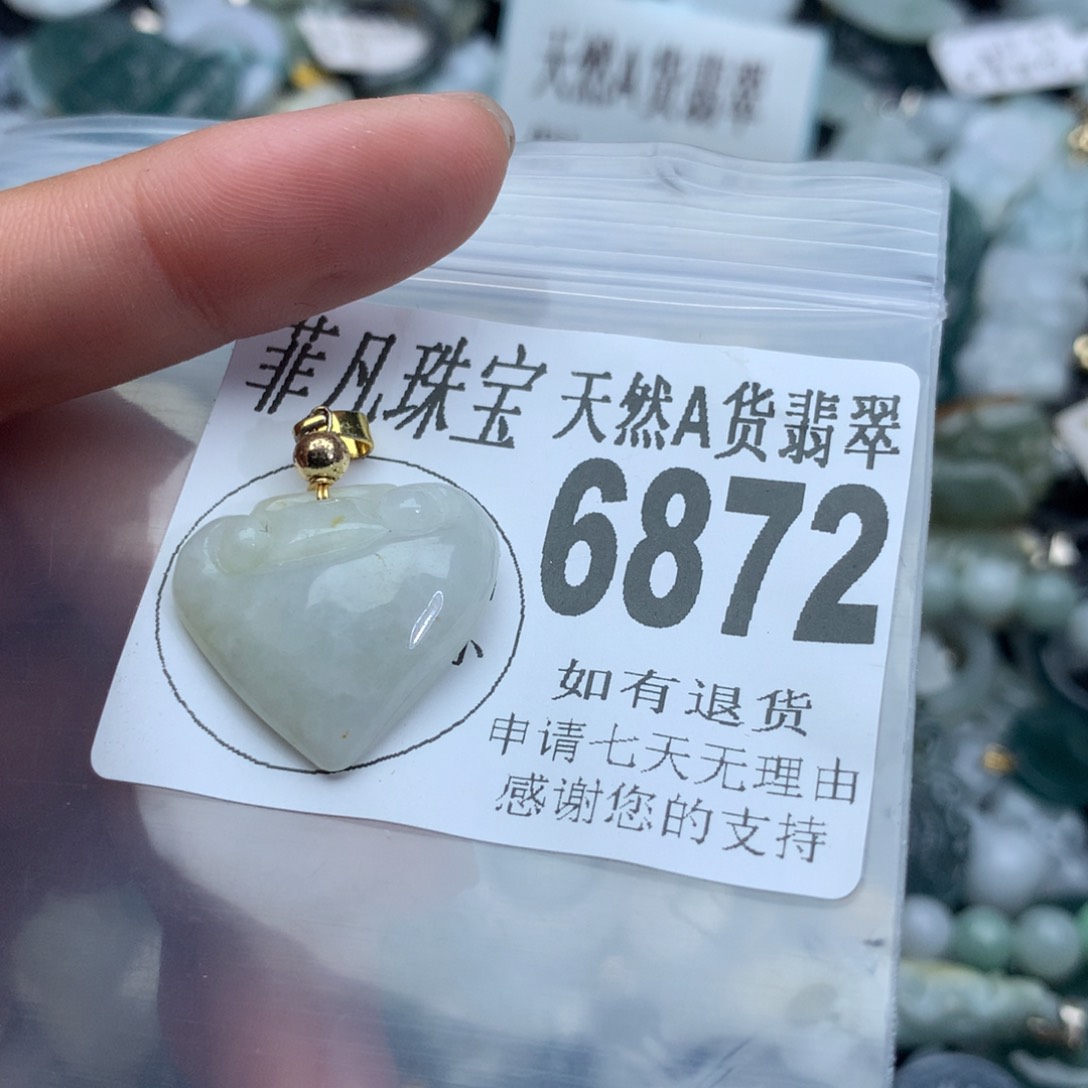 天然A货翡翠
菲凡珠宝 天然A货翡翠
6872
如有退货
申请七天无理由
感谢您的支持